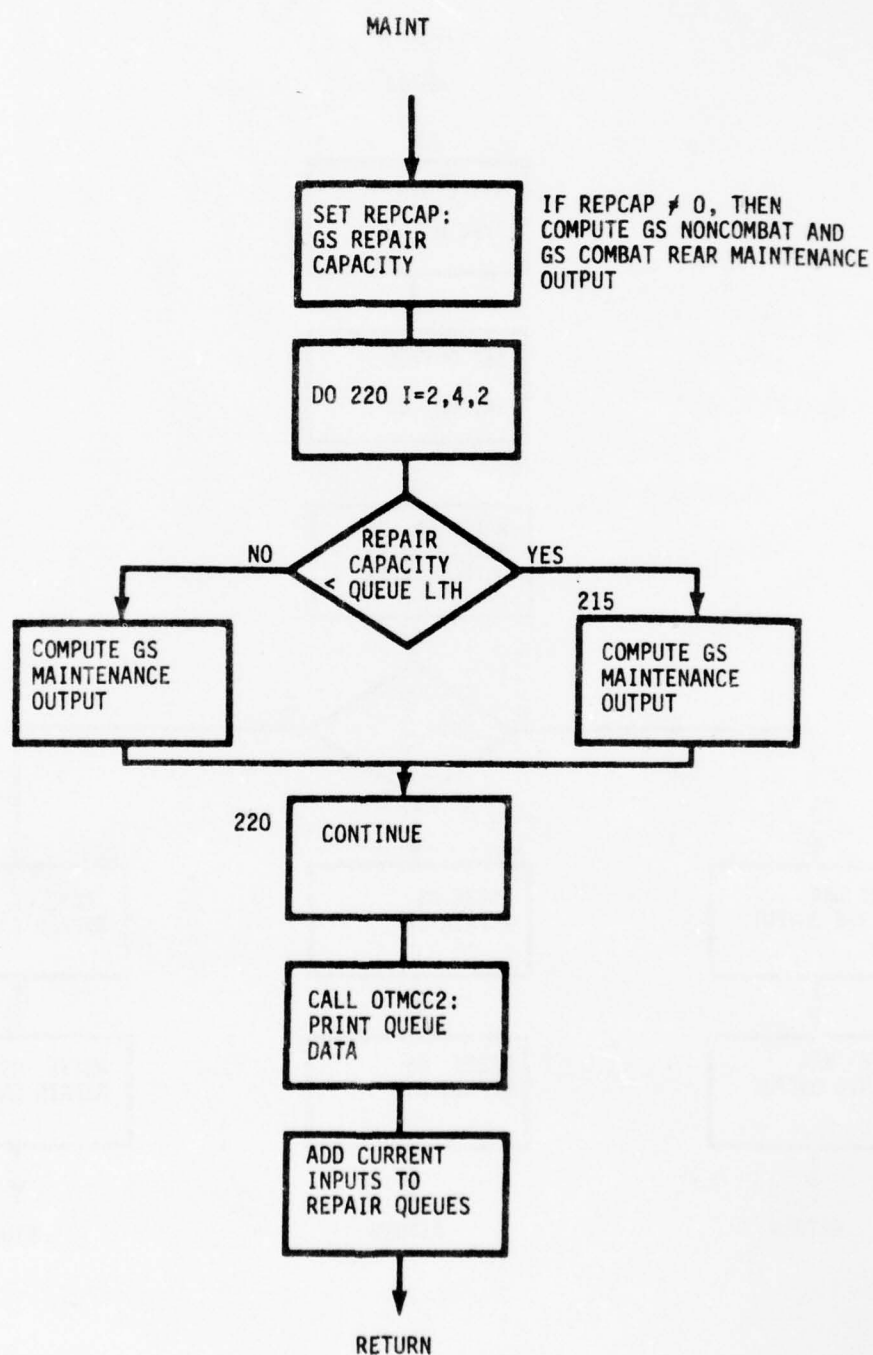 MAINT
SET REPCAP:
GS REPAIR
CAPACITY
IF REPCAP ≠ 0, THEN
COMPUTE GS NONCOMBAT AND
GS COMBAT REAR MAINTENANCE
OUTPUT
DO 220 I=2,4,2
REPAIR
CAPACITY
< QUEUE LTH
NO
YES
COMPUTE GS
MAINTENANCE
OUTPUT
215
COMPUTE GS
MAINTENANCE
OUTPUT
220
CONTINUE
CALL OTMCC2:
PRINT QUEUE
DATA
ADD CURRENT
INPUTS TO
REPAIR QUEUES
RETURN